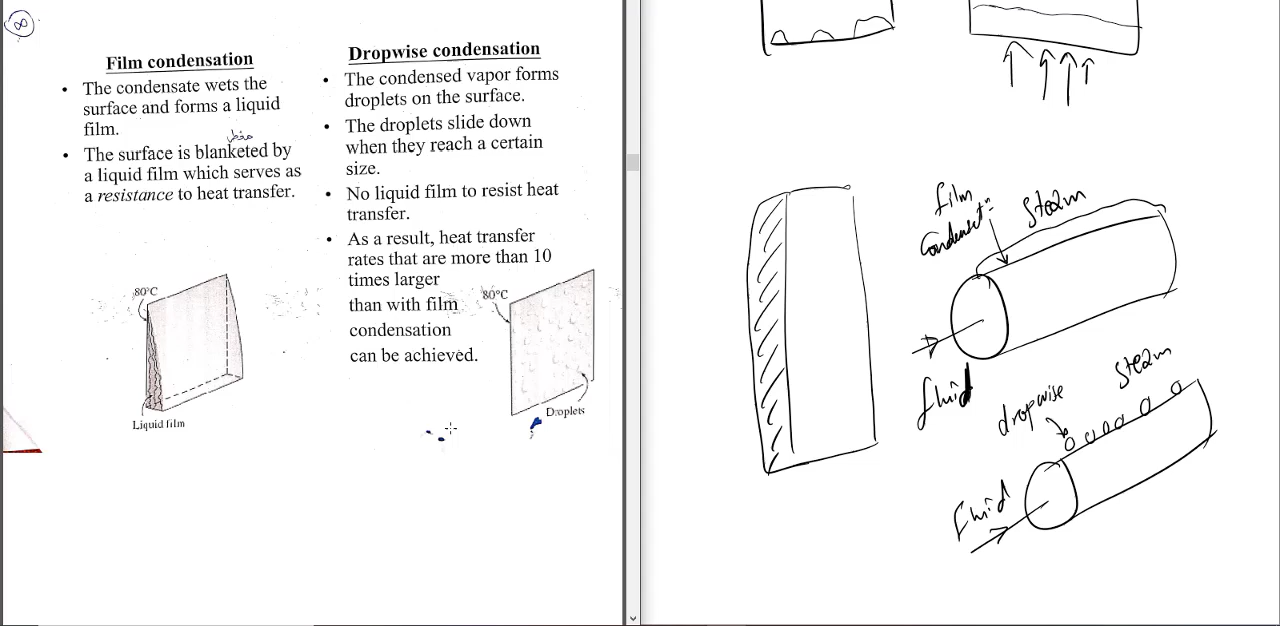 Film condensation
• The condensate wets the
surface and forms a liquid
film.
• The surface is blanketed by
a liquid film which serves as
a resistance to heat transfer.
80°C
Liquid film
Dropwise condensation
• The condensed vapor forms
droplets on the surface.
• The droplets slide down
when they reach a certain
size.
• No liquid film to resist heat
transfer.
• As a result, heat transfer
rates that are more than 10
times larger
than with film
condensation
can be achieved.
80°C
Droplets
film
steam
fluid
dropwise
steam
fluid